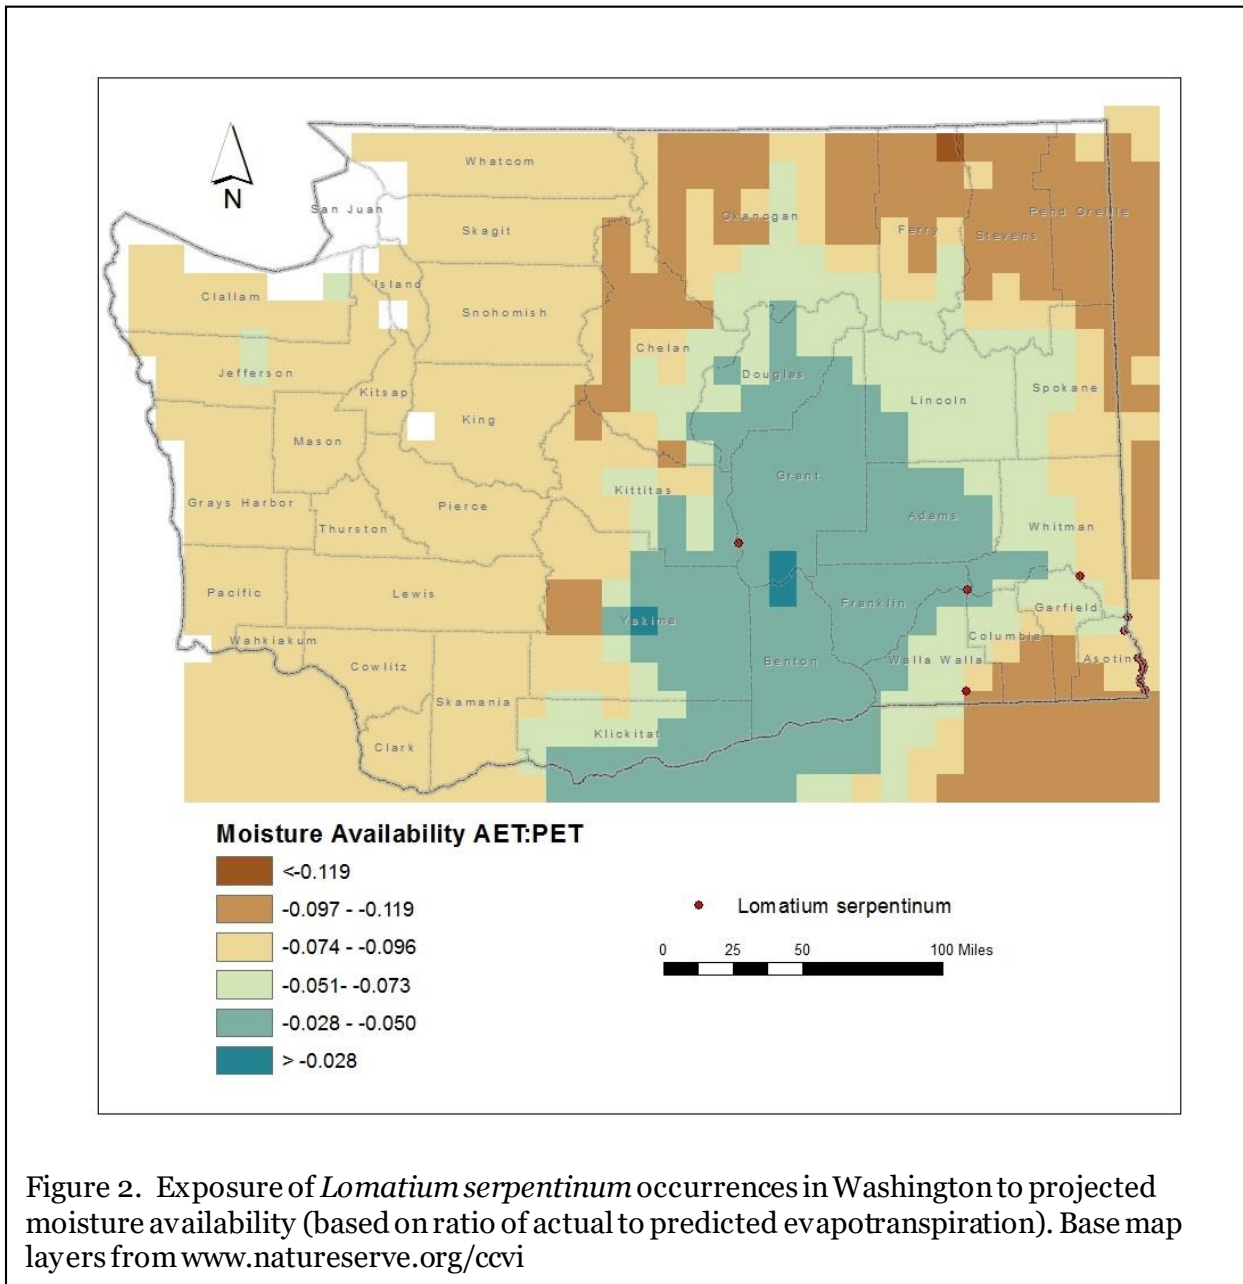 N
Whatcom
San Juan
Skagit
Okanogan
Ferry
Stevens
Pend Oreille
Clallam
Island
Snohomish
Chelan
Jefferson
Kitsap
Douglas
Lincoln
Spokane
King
Mason
Grant
Kittitas
Grays Harbor
Pierce
Thurston
Adams
Whitman
Pacific
Lewis
Yakima
Franklin
Garfield
Wahkiakum
Columbia
Cowlitz
Benton
Walla Walla
Asotin
Skamania
Klickitat
Clark
Moisture Availability AET:PET
<-0.119
-0.097 - -0.119
-0.074 - -0.096
-0.051- -0.073
-0.028 - -0.050
> -0.028
Lomatium serpentinum
0 25 50 100 Miles
Figure 2. Exposure of Lomatium serpentinum occurrences in Washington to projected
moisture availability (based on ratio of actual to predicted evapotranspiration). Base map
layers from www.natureserve.org/ccvi